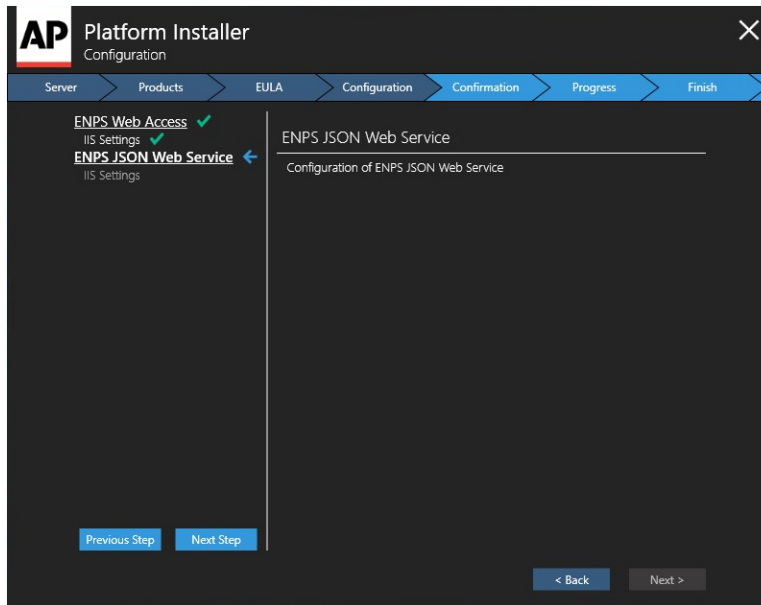 AP Platform Installer
Configuration
Server Products EULA Configuration Confirmation Progress Finish
ENPS Web Access
IIS Settings
ENPS JSON Web Service
IIS Settings
ENPS JSON Web Service
Configuration of ENPS JSON Web Service
Previous Step Next Step
< Back Next >